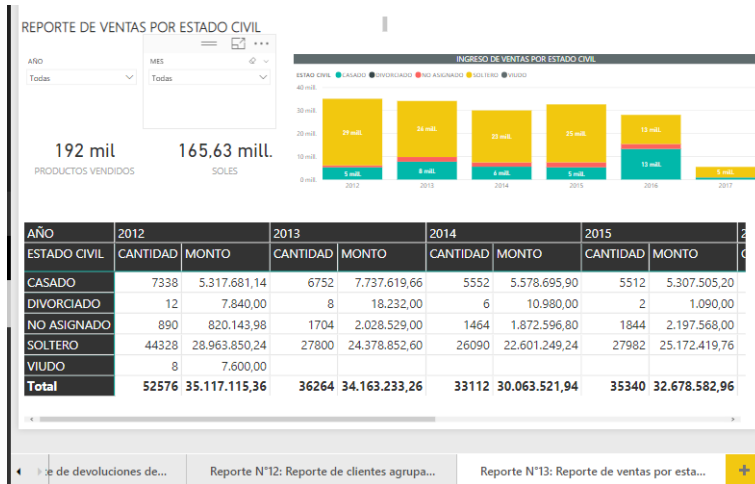 REPORTE DE VENTAS POR ESTADO CIVIL
AÑO
Todas
MES
Todas
192 mil
PRODUCTOS VENDIDOS
165,63 mill.
SOLES
INGRESO DE VENTAS POR ESTADO CIVIL
ESTAD CIVIL CASADO DIVORCIADO NO ASIGNADO SOLTERO VIUDO
40 mill.
30 mill.
20 mill.
10 mill.
0 mill.
29 mill. 24 mill. 23 mill. 25 mill. 13 mill.
5 mill. 8 mill. 6 mill. 5 mill. 13 mill. 5 mill.
2012 2013 2014 2015 2016 2017
AÑO 2012 2013 2014 2015
ESTADO CIVIL CANTIDAD MONTO CANTIDAD MONTO CANTIDAD MONTO CANTIDAD MONTO
CASADO 7338 5.317.681,14 6752 7.737.619,66 5552 5.578.695,90 5512 5.307.505,20
DIVORCIADO 12 7.840,00 8 18.232,00 6 10.980,00 2 1.090,00
NO ASIGNADO 890 820.143,98 1704 2.028.529,00 1464 1.872.596,80 1844 2.197.568,00
SOLTERO 44328 28.963.850,24 27800 24.378.852,60 26090 22.601.249,24 27982 25.172.419,76
VIUDO 8 7.600,00
Total 52576 35.117.115,36 36264 34.163.233,26 33112 30.063.521,94 35340 32.678.582,96
e de devoluciones de... Reporte N°12: Reporte de clientes agrupa... Reporte N°13: Reporte de ventas por esta... +